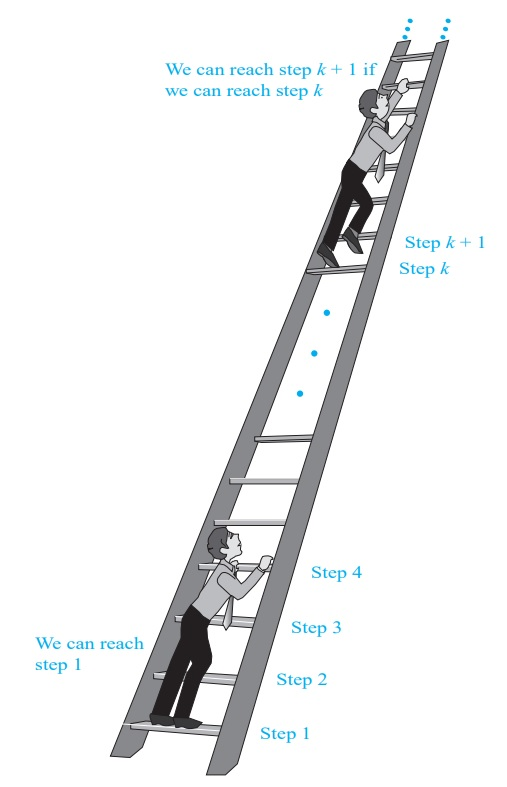 We can reach step k + 1 if
we can reach step k
Step k + 1
Step k
Step 4
Step 3
We can reach
step 1
Step 2
Step 1